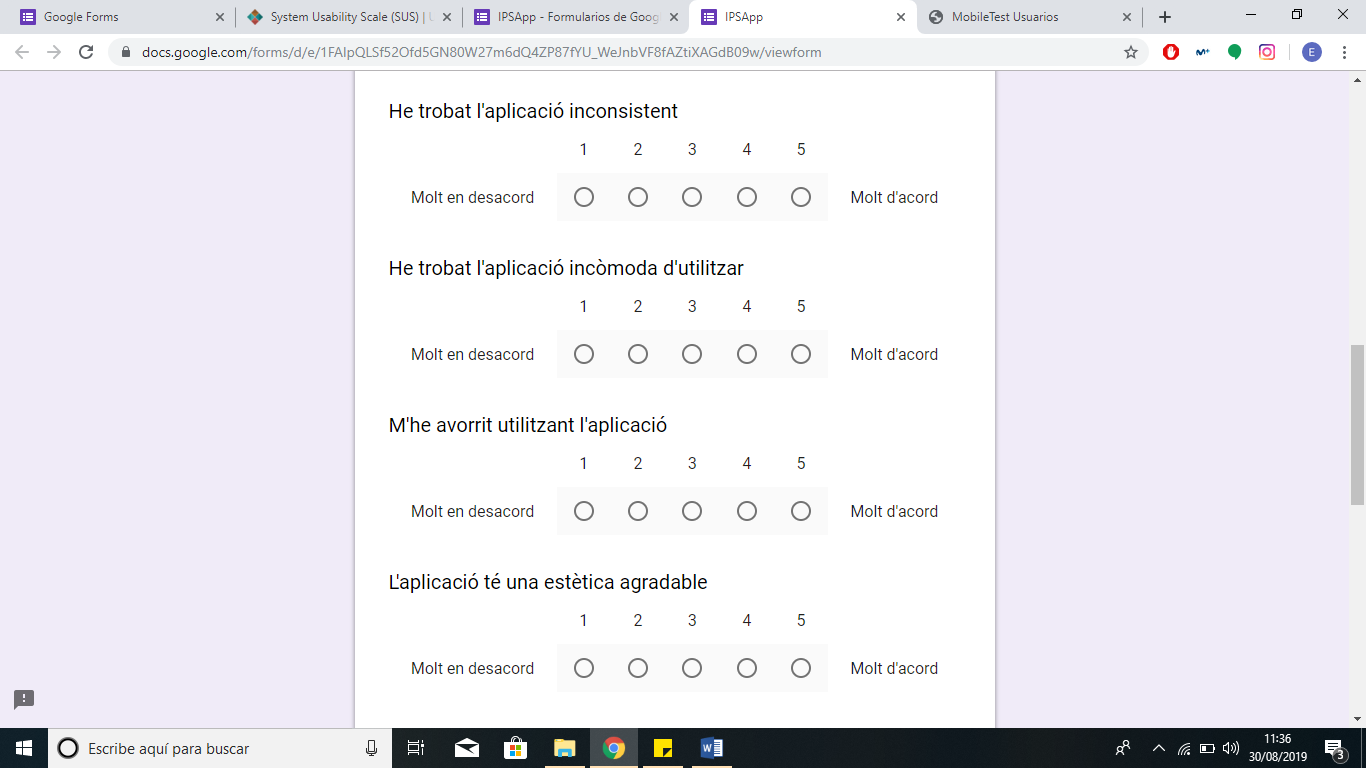 Google Forms
System Usability Scale (SUS) |
IPSApp - Formularios de Goog
IPSApp
MobileTest Usuarios
docs.google.com/forms/d/e/1FAIpQLSf52Ofd5GN80W27m6dQ4ZP87fYU_WeJnbVF8fAZtiXAGdB09w/viewform
E
He trobat l'aplicació inconsistent
1 2 3 4 5
Molt en desacord Molt d'acord
He trobat l'aplicació incòmoda d'utilitzar
1 2 3 4 5
Molt en desacord Molt d'acord
M'he avorrit utilitzant l'aplicació
1 2 3 4 5
Molt en desacord Molt d'acord
L'aplicació té una estètica agradable
1 2 3 4 5
Molt en desacord Molt d'acord
Escribe aquí para buscar
11:36
30/08/2019
3